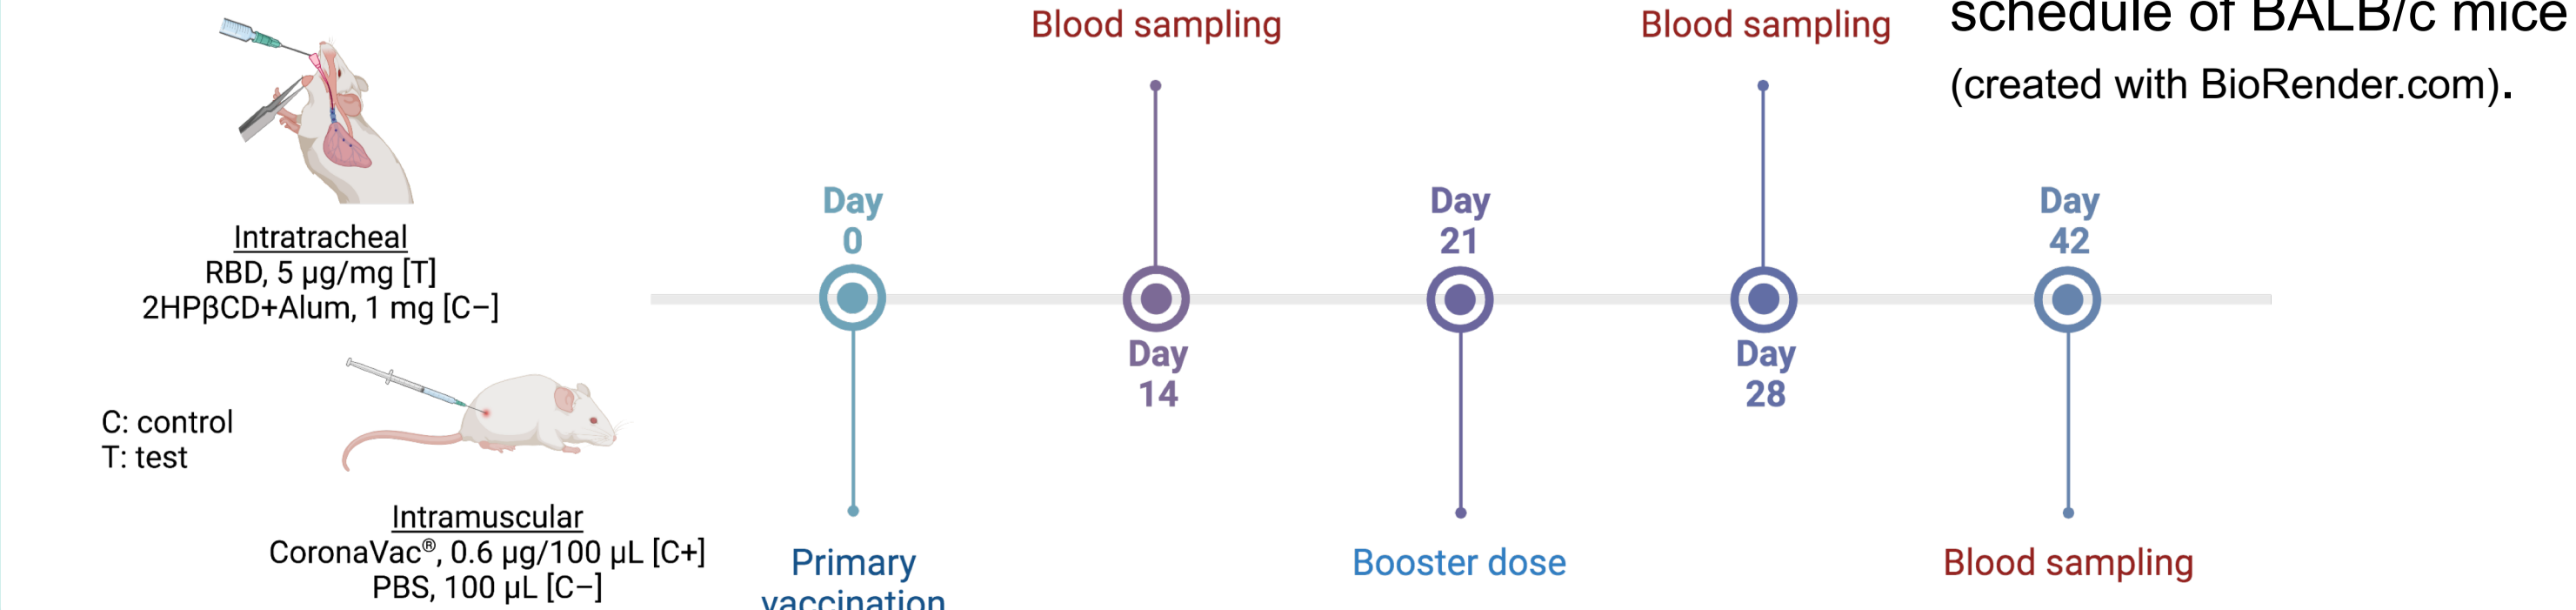 schedule of BALB/c mice
(created with BioRender.com).
Blood sampling
Blood sampling
Intratracheal
RBD, 5 µg/mg [T]
2HPβCD+Alum, 1 mg [C−]
C: control
T: test
Intramuscular
CoronaVac®, 0.6 µg/100 µL [C+]
PBS, 100 µL [C−]
Day
0
Day
14
Day
21
Day
28
Day
42
Primary
vaccination
Booster dose
Blood sampling